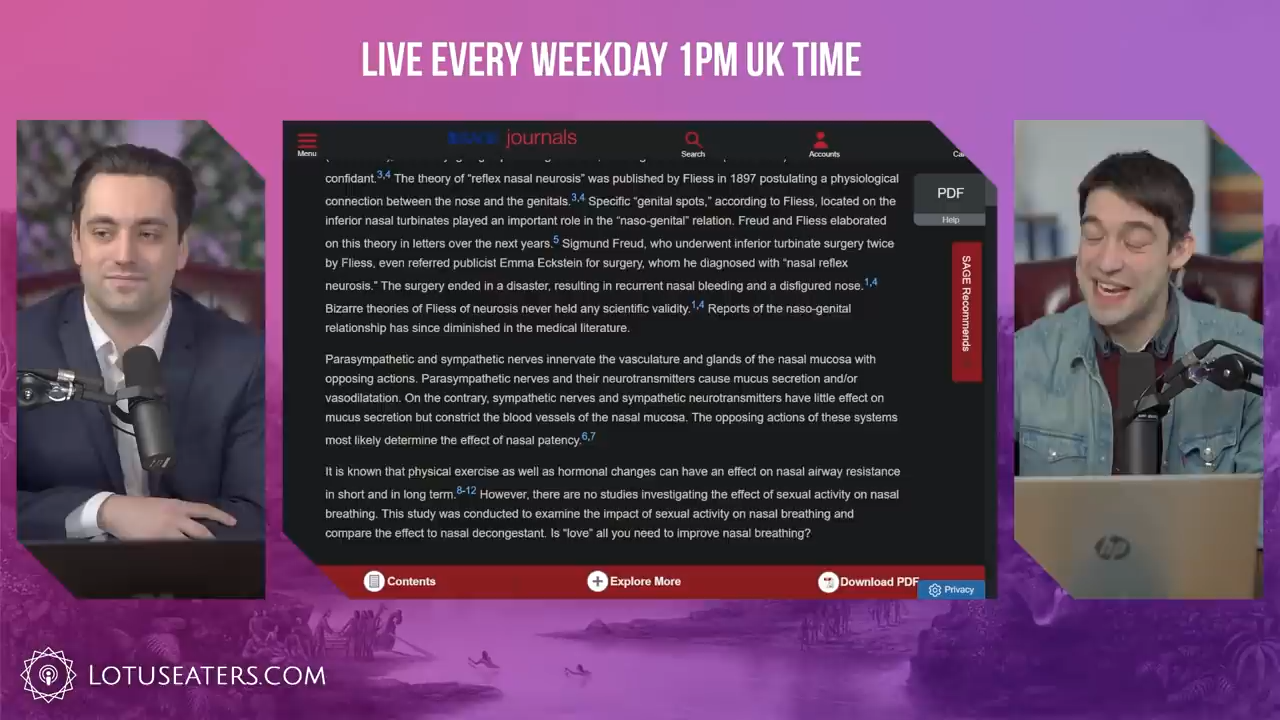 LIVE EVERY WEEKDAY 1PM UK TIME
journals
Menu
Search
Accounts
PDF
Help
confidant.3,4 The theory of "reflex nasal neurosis" was published by Fliess in 1897 postulating a physiological
connection between the nose and the genitals.3,4 Specific "genital spots," according to Fliess, located on the
inferior nasal turbinates played an important role in the "naso-genital" relation. Freud and Fliess elaborated
on this theory in letters over the next years.5 Sigmund Freud, who underwent inferior turbinate surgery twice
by Fliess, even referred publicist Emma Eckstein for surgery, whom he diagnosed with "nasal reflex
neurosis." The surgery ended in a disaster, resulting in recurrent nasal bleeding and a disfigured nose.1,4
Bizarre theories of Fliess of neurosis never held any scientific validity.1,4 Reports of the naso-genital
relationship has since diminished in the medical literature.
Parasympathetic and sympathetic nerves innervate the vasculature and glands of the nasal mucosa with
opposing actions. Parasympathetic nerves and their neurotransmitters cause mucus secretion and/or
vasodilatation. On the contrary, sympathetic nerves and sympathetic neurotransmitters have little effect on
mucus secretion but constrict the blood vessels of the nasal mucosa. The opposing actions of these systems
most likely determine the effect of nasal patency.6,7
It is known that physical exercise as well as hormonal changes can have an effect on nasal airway resistance
in short and in long term.8-12 However, there are no studies investigating the effect of sexual activity on nasal
breathing. This study was conducted to examine the impact of sexual activity on nasal breathing and
compare the effect to nasal decongestant. Is "love" all you need to improve nasal breathing?
SAGE Recommends
Contents
Explore More
Download PDF
Privacy
hp
LOTUSEATERS.COM